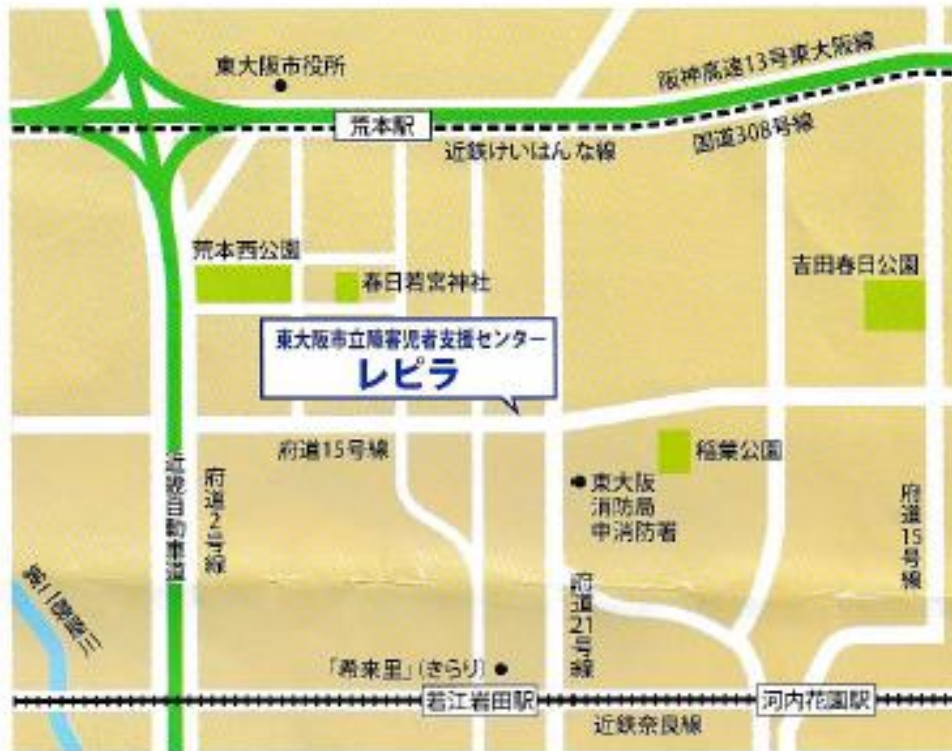 東大阪市役所
阪神高速13号東大阪線
荒本駅
近鉄けいはんな線
国道308号線
荒本西公園
春日若宮神社
吉田春日公園
東大阪市立障害児者支援センター
レピラ
府道15号線
稲葉公園
近畿自動車道
府道2号線
東大阪
消防局
中消防署
府道15号線
府道21号線
「希来里」(きらり)
若江岩田駅
河内花園駅
近鉄奈良線